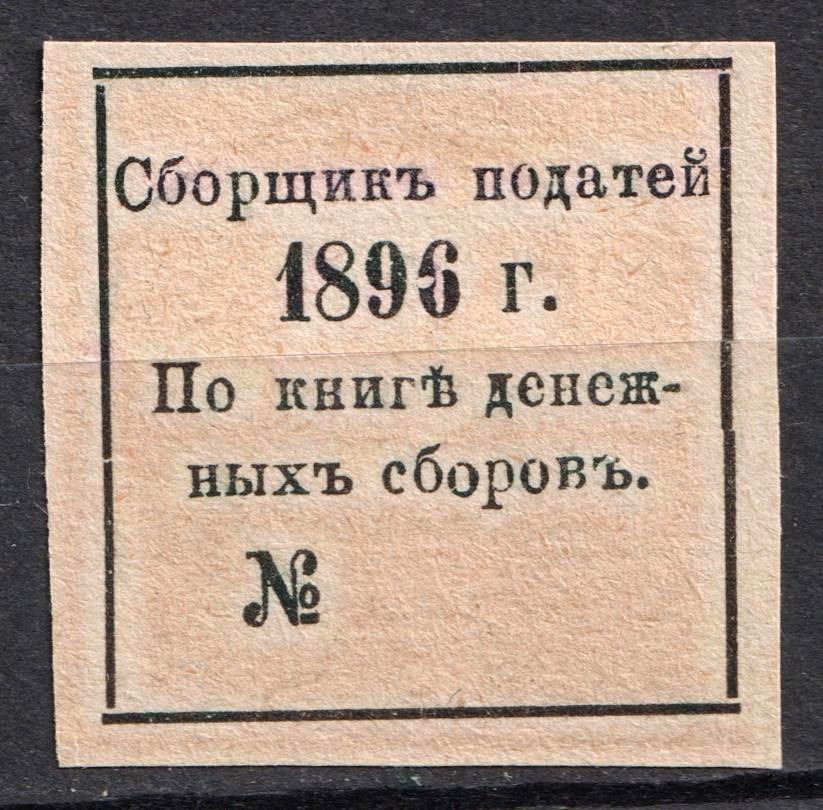 Сборщикъ податей
1896 г.
По книгѣ денеж-
ныхъ сборовъ.
№